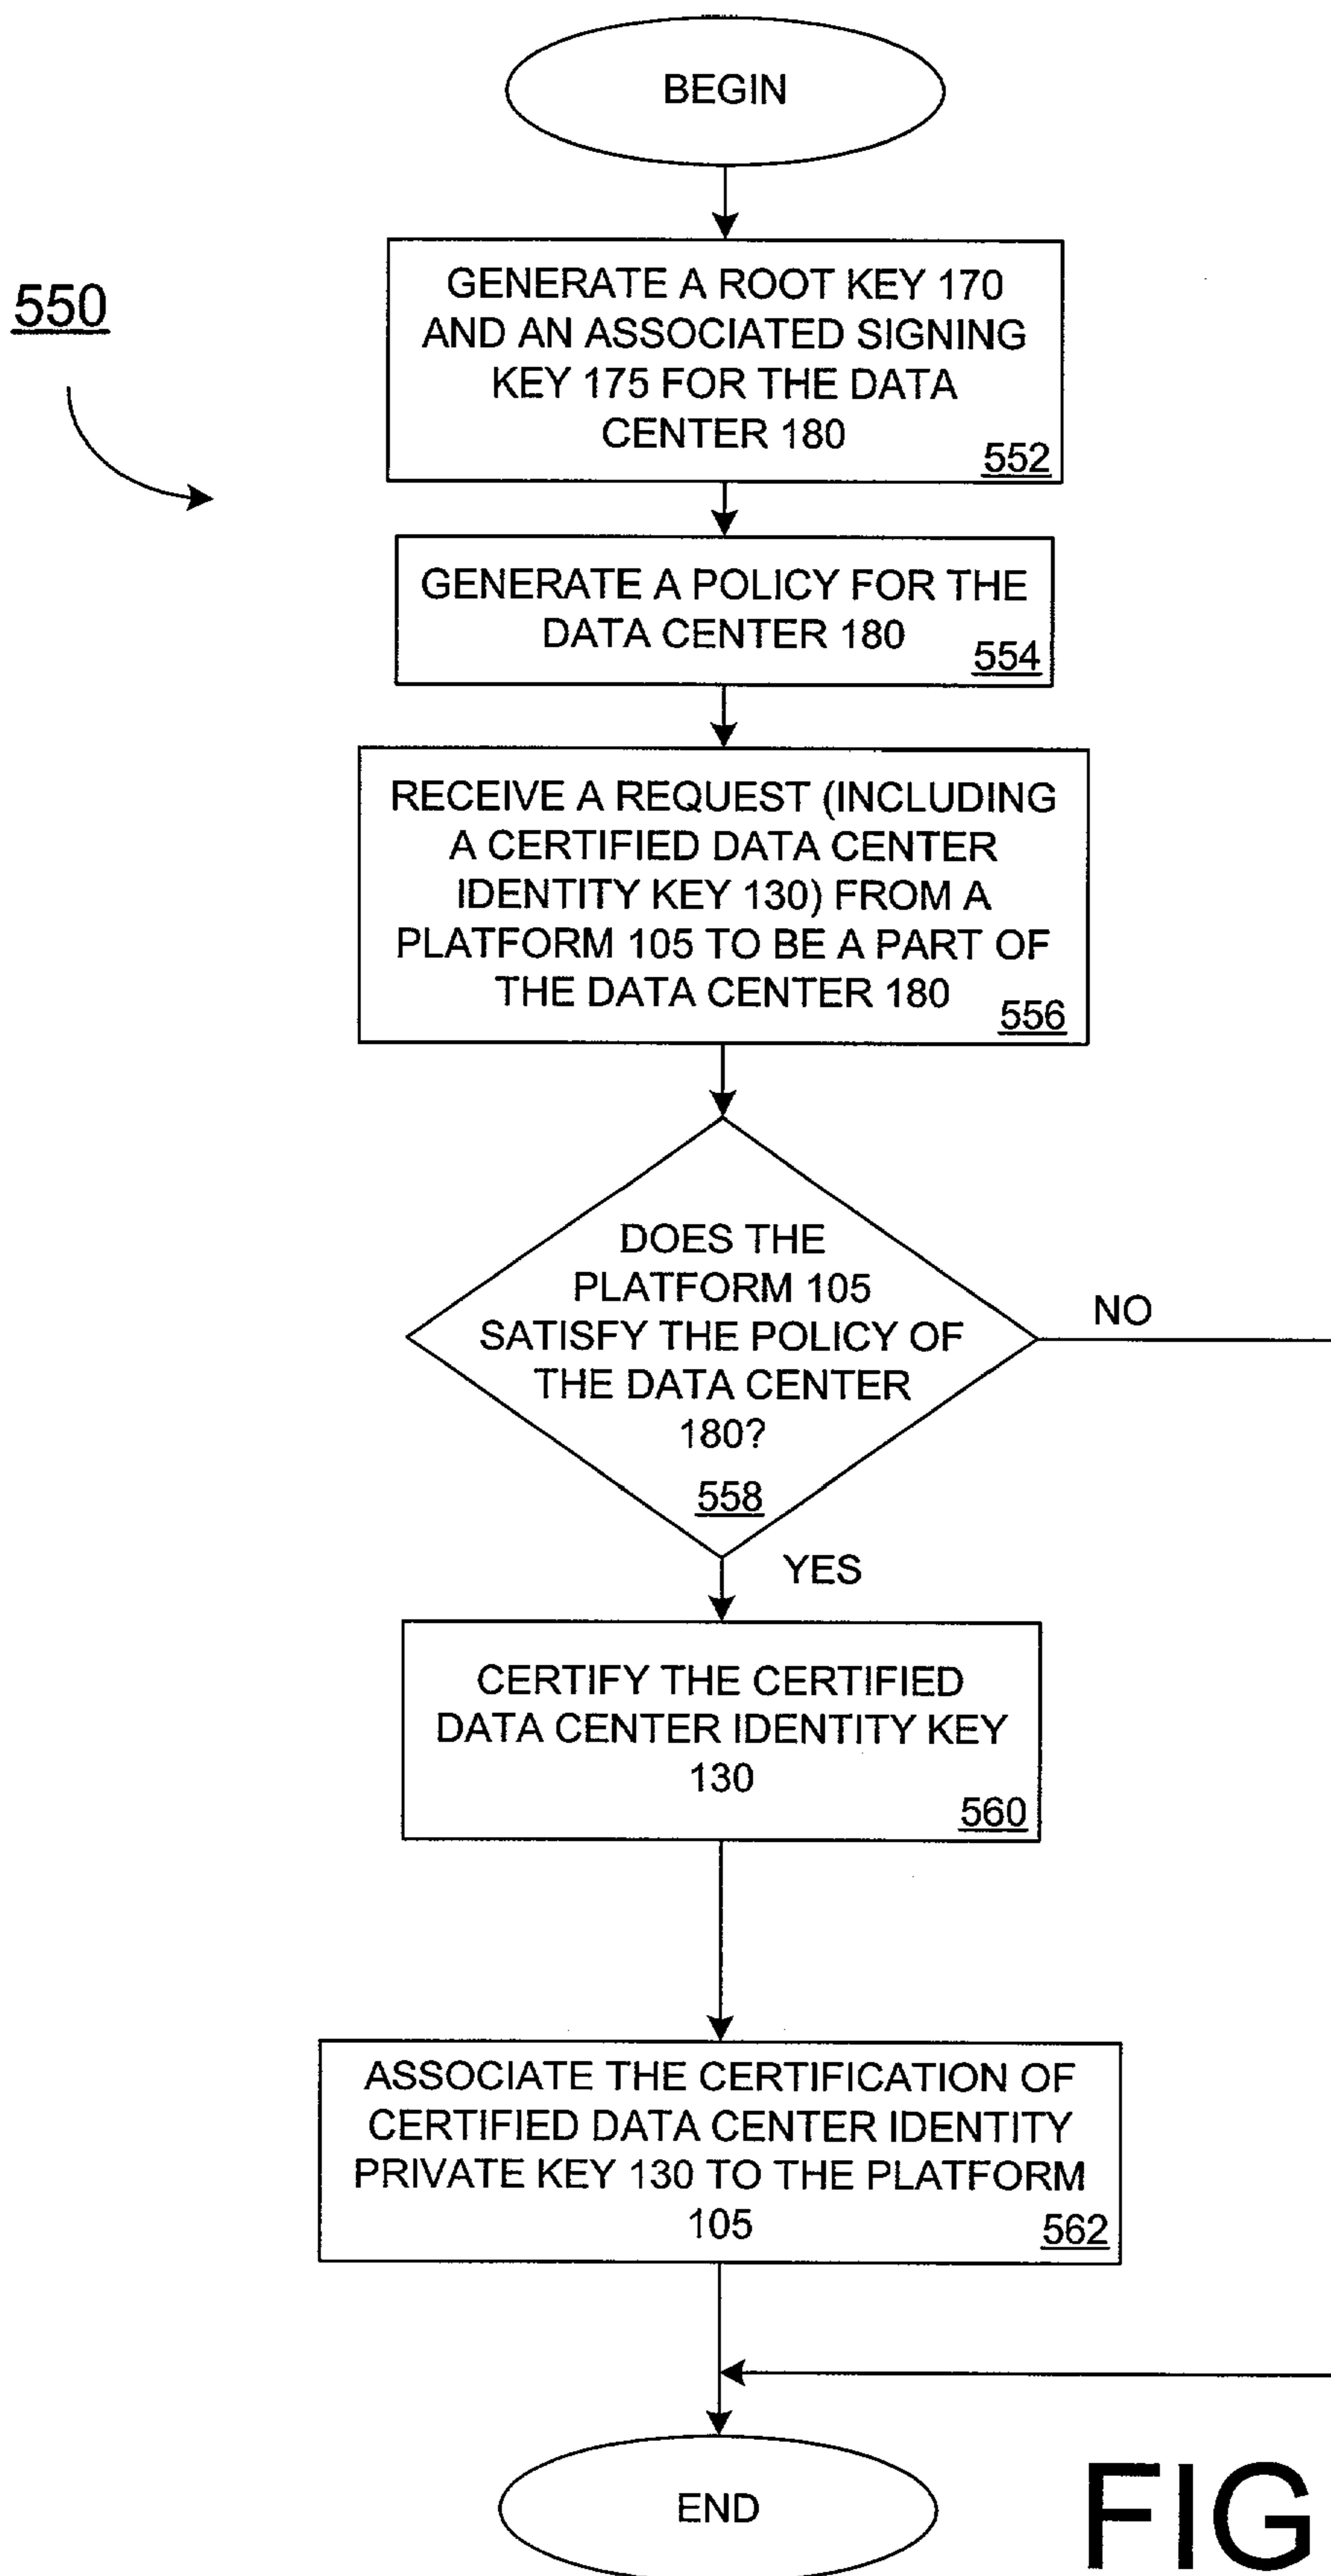 BEGIN
550
GENERATE A ROOT KEY 170
AND AN ASSOCIATED SIGNING
KEY 175 FOR THE DATA
CENTER 180
552
GENERATE A POLICY FOR THE
DATA CENTER 180
554
RECEIVE A REQUEST (INCLUDING
A CERTIFIED DATA CENTER
IDENTITY KEY 130) FROM A
PLATFORM 105 TO BE A PART OF
THE DATA CENTER 180
556
DOES THE
PLATFORM 105
SATISFY THE POLICY OF
THE DATA CENTER
180?
558
NO
YES
CERTIFY THE CERTIFIED
DATA CENTER IDENTITY KEY
130
560
ASSOCIATE THE CERTIFICATION OF
CERTIFIED DATA CENTER IDENTITY
PRIVATE KEY 130 TO THE PLATFORM
105
562
END
FIG